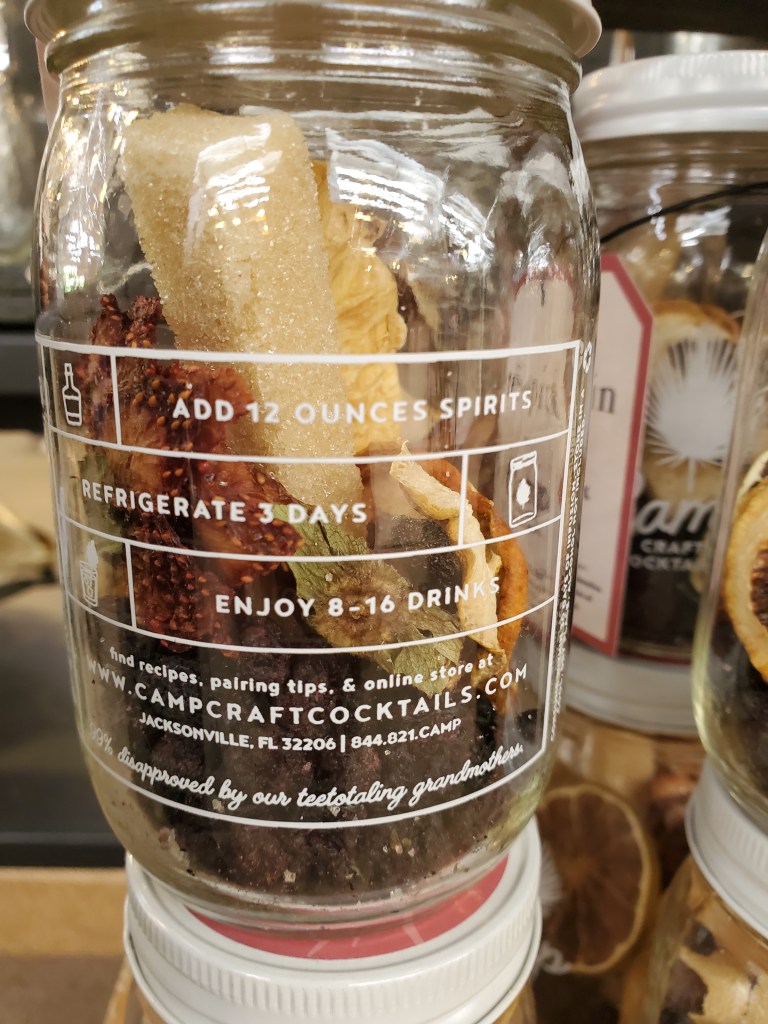 ADD 12 OUNCES SPIRITS
REFRIGERATE 3 DAYS
ENJOY 8-16 DRINKS
find recipes, pairing tips, & online store at
WWW.CAMPCRAFTCOCKTAILS.COM
JACKSONVILLE, FL 32206 | 844.821.CAMP
disapproved by our teetotaling grandmothers.
CRAFT